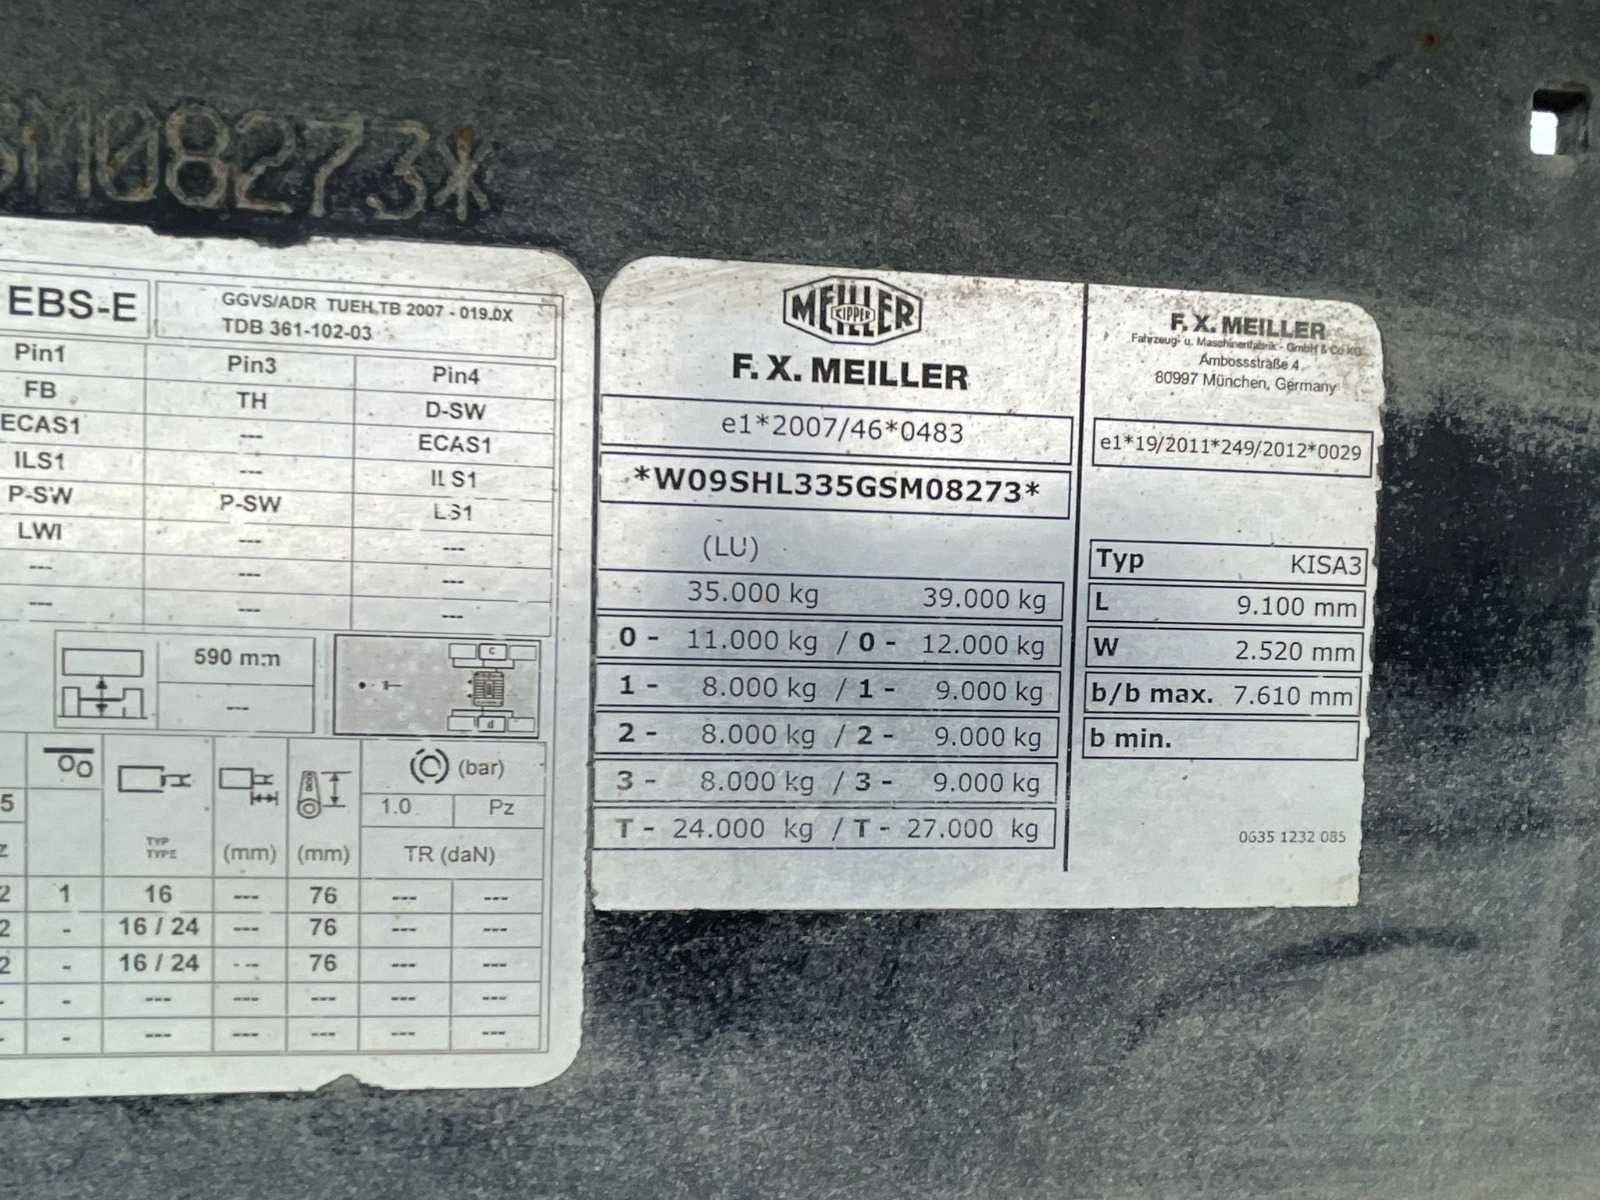 SM08273*
EBS-E
GGVS/ADR TUEH.TB 2007 - 019.0X
TDB 361-102-03
Pin1 Pin3 Pin4
FB TH D-SW
ECAS1 --- ECAS1
ILS1 --- ILS1
P-SW P-SW LS1
LWI --- ---
--- --- ---
--- --- ---
590 mm
---
c
d
(bar)
5 1.0 Pz
z TYP TYPE (mm) (mm) TR (daN)
2 1 16 --- 76 --- ---
2 - 16 / 24 --- 76 --- ---
2 - 16 / 24 --- 76 --- ---
- - --- --- --- --- ---
- - --- --- --- --- ---
MEILLER
KIPPER
F. X. MEILLER
e1*2007/46*0483
*W09SHL335GSM08273*
(LU)
35.000 kg 39.000 kg
0 - 11.000 kg / 0 - 12.000 kg
1 - 8.000 kg / 1 - 9.000 kg
2 - 8.000 kg / 2 - 9.000 kg
3 - 8.000 kg / 3 - 9.000 kg
T - 24.000 kg / T - 27.000 kg
F. X. MEILLER
Fahrzeug- u. Maschinenfabrik - GmbH & Co KG
Ambossstraße 4
80997 München, Germany
e1*19/2011*249/2012*0029
Typ KISA3
L 9.100 mm
W 2.520 mm
b/b max. 7.610 mm
b min.
0635 1232 085